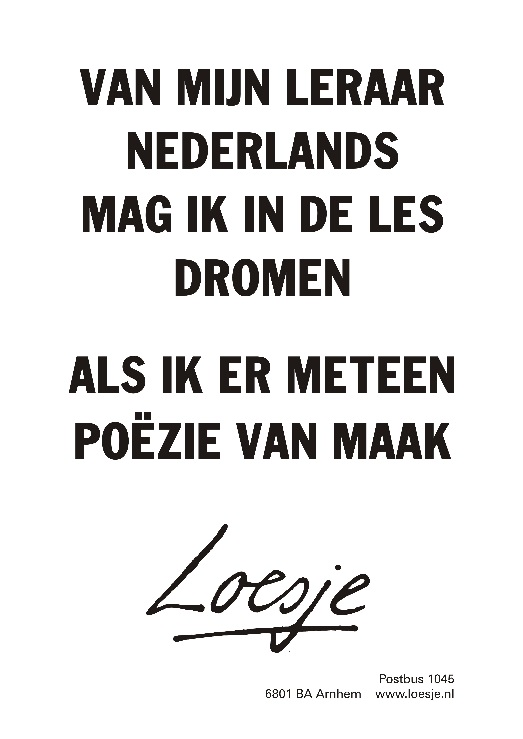 VAN MIJN LERAAR
NEDERLANDS
MAG IK IN DE LES
DROMEN
ALS IK ER METEEN
POËZIE VAN MAAK
Loesje
Postbus 1045
6801 BA Arnhem www.loesje.nl